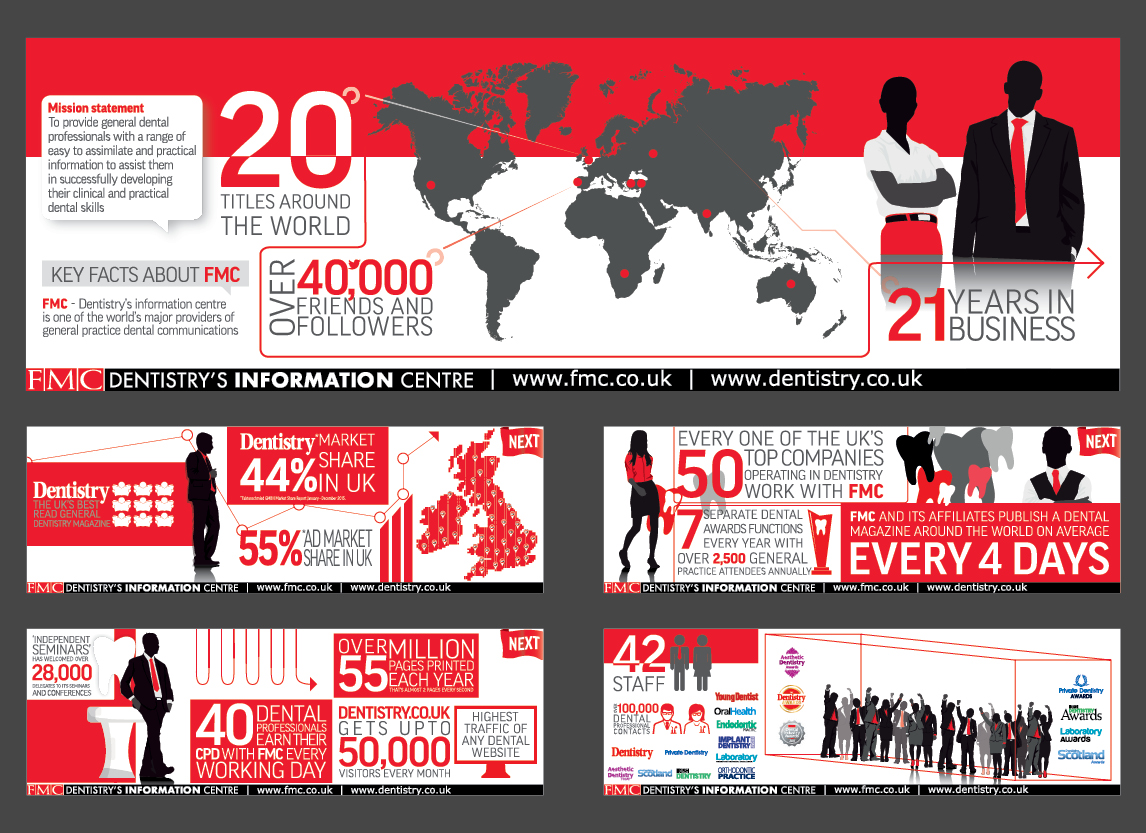 Mission statement
To provide general dental
professionals with a range of
easy to assimilate and practical
information to assist them
in successfully developing
their clinical and practical
dental skills
20
TITLES AROUND
THE WORLD
KEY FACTS ABOUT FMC
FMC - Dentistry's information centre
is one of the world's major providers of
general practice dental communications
OVER
40,000
FRIENDS AND
FOLLOWERS
21 YEARS IN
BUSINESS
FMC DENTISTRY'S INFORMATION CENTRE | www.fmc.co.uk | www.dentistry.co.uk
Dentistry
THE UK'S BEST
READ GENERAL
DENTISTRY MAGAZINE
Dentistry *MARKET
44% SHARE
IN UK
55% *AD MARKET
SHARE IN UK
NEXT
FMC DENTISTRY'S INFORMATION CENTRE | www.fmc.co.uk | www.dentistry.co.uk
EVERY ONE OF THE UK'S
50 TOP COMPANIES
OPERATING IN DENTISTRY
WORK WITH FMC
7 SEPARATE DENTAL
AWARDS FUNCTIONS
EVERY YEAR WITH
OVER 2,500 GENERAL
PRACTICE ATTENDEES ANNUALLY
NEXT
FMC AND ITS AFFILIATES PUBLISH A DENTAL
MAGAZINE AROUND THE WORLD ON AVERAGE
EVERY 4 DAYS
FMC DENTISTRY'S INFORMATION CENTRE | www.fmc.co.uk | www.dentistry.co.uk
'INDEPENDENT
SEMINARS'
HAS WELCOMED OVER
28,000
DELEGATES TO ITS SEMINARS
AND CONFERENCES
OVER MILLION
55 PAGES PRINTED
EACH YEAR
THAT'S ALMOST 2 PAGES EVERY SECOND
NEXT
40 DENTAL
PROFESSIONALS
EARN THEIR
CPD WITH FMC EVERY
WORKING DAY
DENTISTRY.CO.UK
GETS UPTO
50,000
VISITORS EVERY MONTH
HIGHEST
TRAFFIC OF
ANY DENTAL
WEBSITE
FMC DENTISTRY'S INFORMATION CENTRE | www.fmc.co.uk | www.dentistry.co.uk
42
STAFF
OVER 100,000
DENTAL
PROFESSIONAL
CONTACTS
Young Dentist
OralHealth
Endodontic
PRACTICE
IMPLANT
DENTISTRY
Dentistry
Private Dentistry
Laboratory
Aesthetic
Dentistry
Scotland
IRISH DENTISTRY
ORTHODONTIC
PRACTICE
Aesthetic
Dentistry
Awards
Dentistry
Private Dentistry
AWARDS
IRISH
DENTISTRY
Awards
Laboratory
AWARDS
Scotland
Awards
FMC DENTISTRY'S INFORMATION CENTRE | www.fmc.co.uk | www.dentistry.co.uk